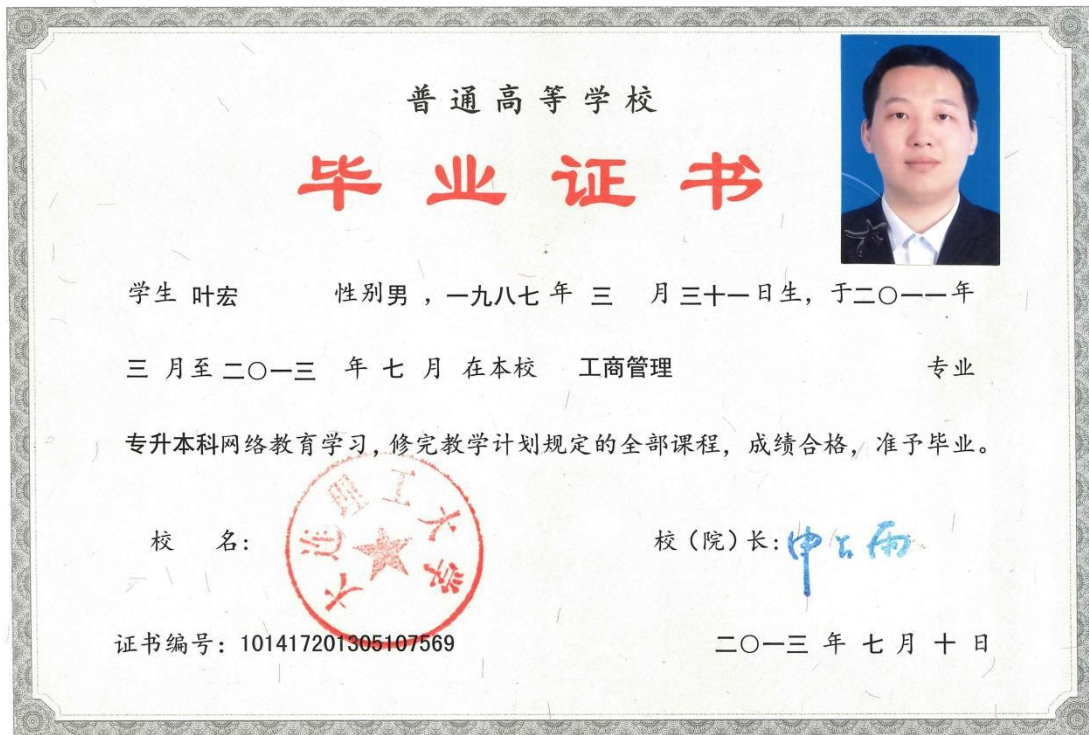 普通高等学校
毕业证书
学生 叶宏 性别男 ，一九八七 年 三 月 三十一日生，于二〇一一年
三 月至 二〇一三 年 七 月 在本校 工商管理 专业
专升本科网络教育学习，修完教学计划规定的全部课程，成绩合格，准予毕业。
校 名：
大连理工大学
校（院）长：申长雨
证书编号：101417201305107569
二〇一三 年 七 月 十 日